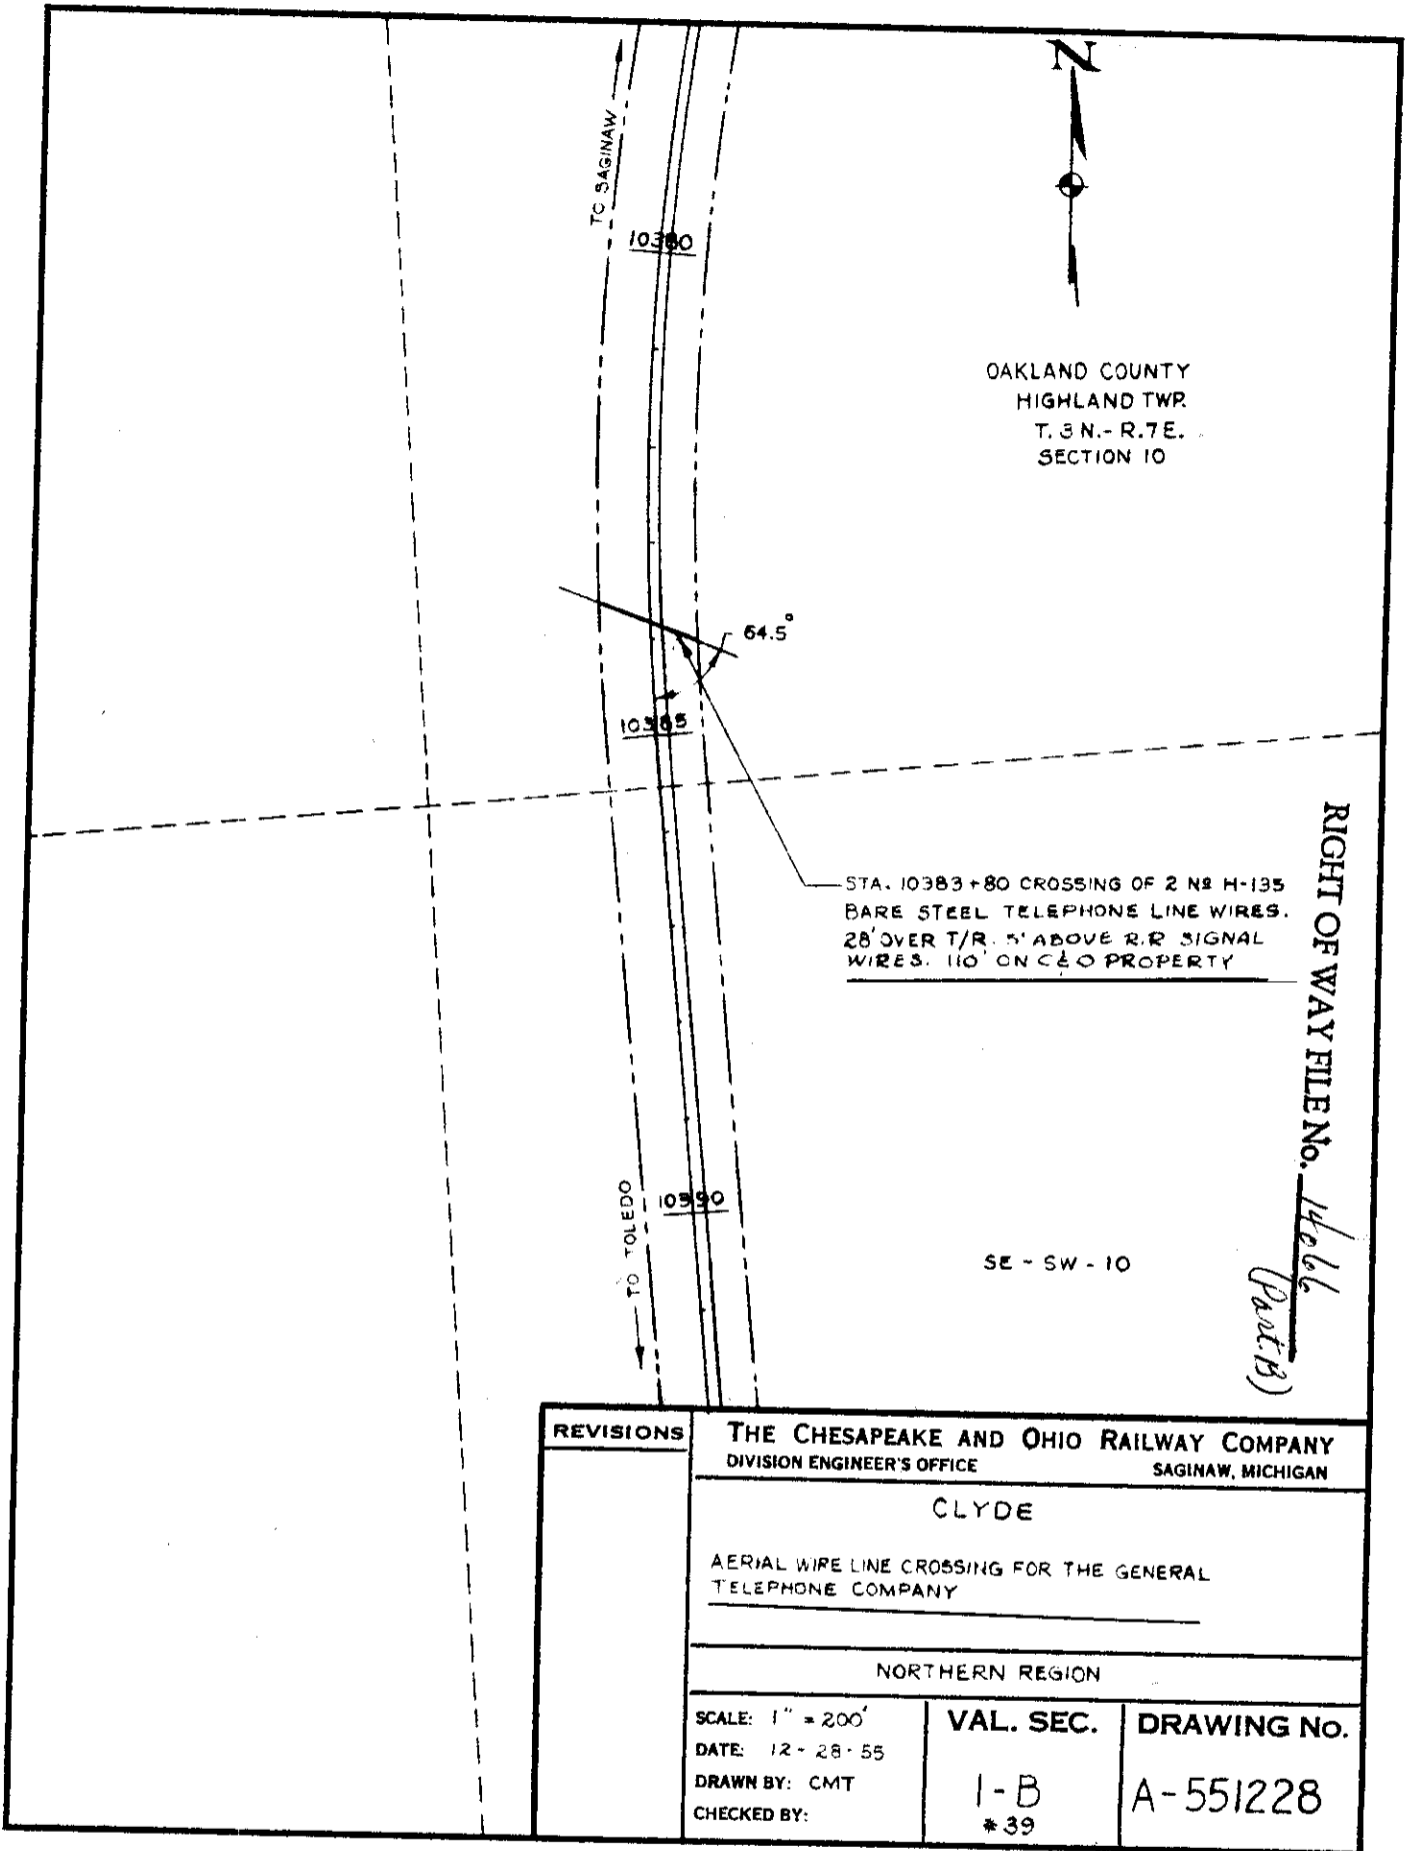 N
TO SAGINAW
10380
OAKLAND COUNTY
HIGHLAND TWP.
T. 3 N.- R.7E.
SECTION 10
64.5°
10385
STA. 10383+80 CROSSING OF 2 Nº H-135
BARE STEEL TELEPHONE LINE WIRES.
28' OVER T/R. 5' ABOVE R.R SIGNAL
WIRES. 110' ON C&O PROPERTY
RIGHT OF WAY FILE No. 14066
(Part B)
TO TOLEDO
10390
SE - SW - 10
REVISIONS
THE CHESAPEAKE AND OHIO RAILWAY COMPANY
DIVISION ENGINEER'S OFFICE SAGINAW, MICHIGAN
CLYDE
AERIAL WIRE LINE CROSSING FOR THE GENERAL
TELEPHONE COMPANY
NORTHERN REGION
SCALE: 1" = 200'
DATE: 12-28-55
DRAWN BY: CMT
CHECKED BY:
VAL. SEC.
1-B
*39
DRAWING No.
A-551228